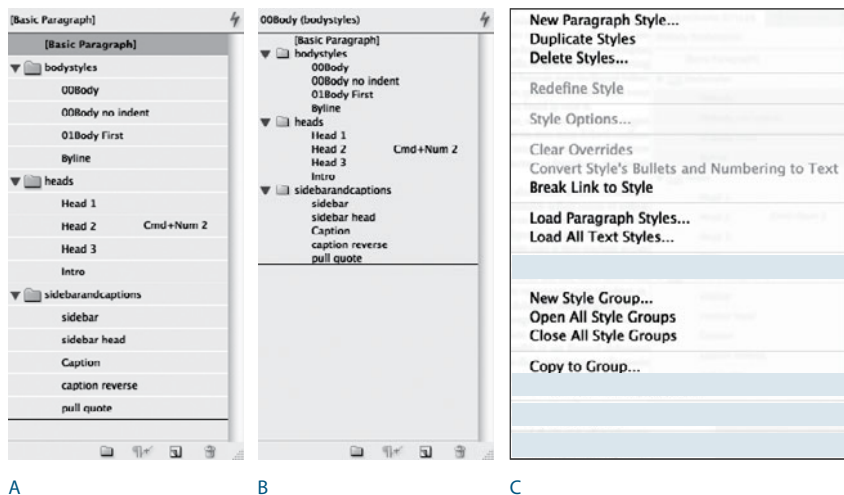 [Basic Paragraph]
[Basic Paragraph]
bodystyles
00Body
00Body no indent
01Body First
Byline
heads
Head 1
Head 2 Cmd+Num 2
Head 3
Intro
sidebarandcaptions
sidebar
sidebar head
Caption
caption reverse
pull quote
A
00Body (bodystyles)
[Basic Paragraph]
bodystyles
00Body
00Body no indent
01Body First
Byline
heads
Head 1
Head 2 Cmd+Num 2
Head 3
Intro
sidebarandcaptions
sidebar
sidebar head
Caption
caption reverse
pull quote
B
New Paragraph Style...
Duplicate Styles
Delete Styles...
Redefine Style
Style Options...
Clear Overrides
Convert Style's Bullets and Numbering to Text
Break Link to Style
Load Paragraph Styles...
Load All Text Styles...
New Style Group...
Open All Style Groups
Close All Style Groups
Copy to Group...
C